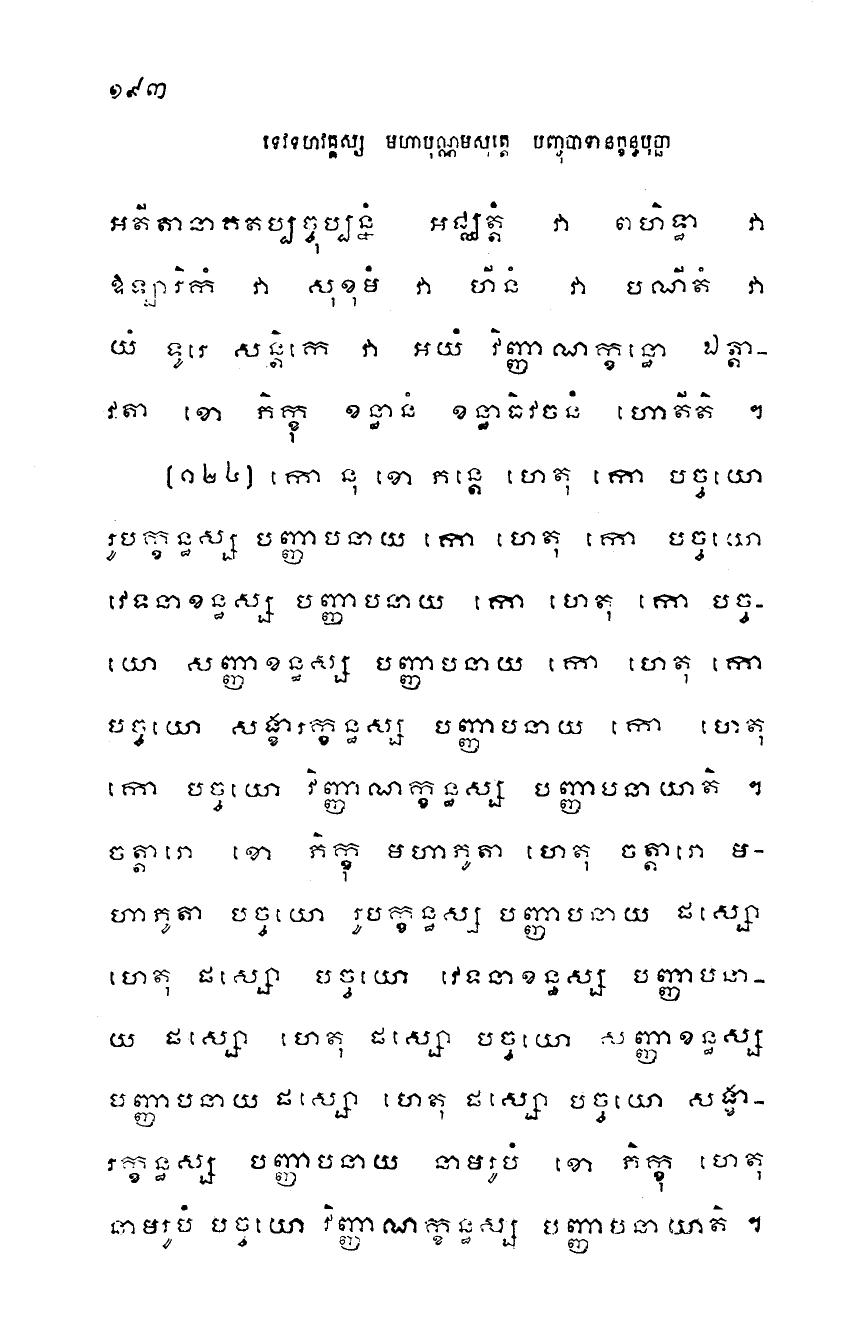 ១៩៣
ទេវទហវគ្គស្ស មហាបុណ្ណមសុត្តេ បញ្ចុបាទានក្ខន្ធបុច្ឆា
អតីតានាគតប្បច្ចុប្បន្នំ អជ្ឈត្តំ វា ពហិទ្ធា វា
ឱឡារិកំ វា សុខុមំ វា ហីនំ វា បណីតំ វា
យំ ទូរេ សន្តិកេ វា អយំ វិញ្ញាណក្ខន្ធោ ឯត្តា-
វតា ខោ ភិក្ខុ ខន្ធានំ ខន្ធាធិវចនំ ហោតីតិ ។
[១២៤] កោ នុ ខោ ភន្តេ ហេតុ កោ បច្ចយោ
រូបក្ខន្ធស្ស បញ្ញាបនាយ កោ ហេតុ កោ បច្ចយោ
វេទនាខន្ធស្ស បញ្ញាបនាយ កោ ហេតុ កោ បច្ច-
យោ សញ្ញាខន្ធស្ស បញ្ញាបនាយ កោ ហេតុ កោ
បច្ចយោ សង្ខារក្ខន្ធស្ស បញ្ញាបនាយ កោ ហេតុ
កោ បច្ចយោ វិញ្ញាណក្ខន្ធស្ស បញ្ញាបនាយាតិ ។
ចត្តារោ ខោ ភិក្ខុ មហាភូតា ហេតុ ចត្តារោ ម-
ហាភូតា បច្ចយោ រូបក្ខន្ធស្ស បញ្ញាបនាយ ផស្សោ
ហេតុ ផស្សោ បច្ចយោ វេទនាខន្ធស្ស បញ្ញាបនា-
យ ផស្សោ ហេតុ ផស្សោ បច្ចយោ សញ្ញាខន្ធស្ស
បញ្ញាបនាយ ផស្សោ ហេតុ ផស្សោ បច្ចយោ សង្ខា-
រក្ខន្ធស្ស បញ្ញាបនាយ នាមរូបំ ខោ ភិក្ខុ ហេតុ
នាមរូបំ បច្ចយោ វិញ្ញាណក្ខន្ធស្ស បញ្ញាបនាយាតិ ។